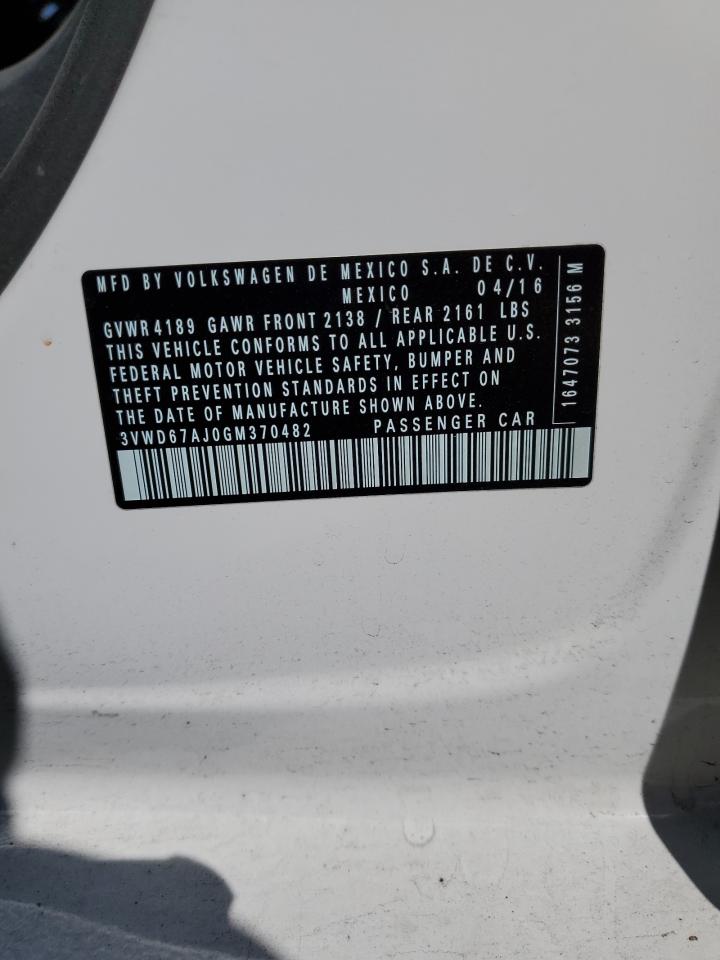 MFD BY VOLKSWAGEN DE MEXICO S.A. DE C.V.
MEXICO 04/16
GVWR 4189 GAWR FRONT 2138 / REAR 2161 LBS
THIS VEHICLE CONFORMS TO ALL APPLICABLE U.S.
FEDERAL MOTOR VEHICLE SAFETY, BUMPER AND
THEFT PREVENTION STANDARDS IN EFFECT ON
THE DATE OF MANUFACTURE SHOWN ABOVE.
3VWD67AJ0GM370482 PASSENGER CAR
1647073 3156 M